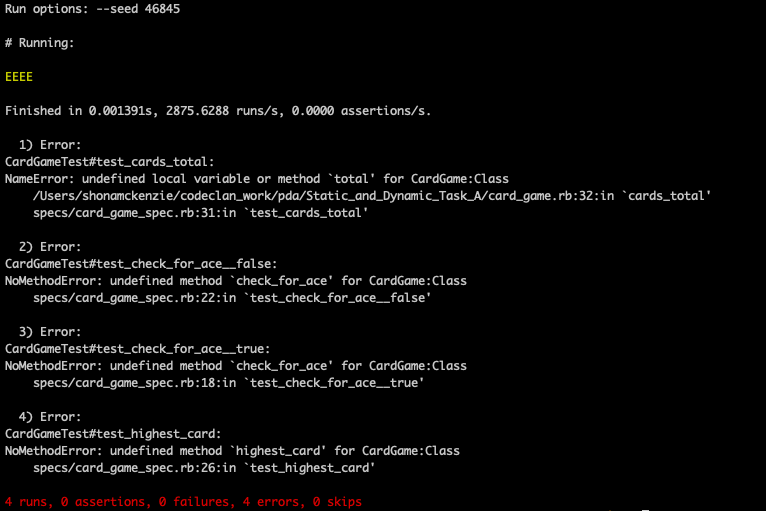 Run options: --seed 46845
# Running:
EEEE
Finished in 0.001391s, 2875.6288 runs/s, 0.0000 assertions/s.
1) Error:
CardGameTest#test_cards_total:
NameError: undefined local variable or method `total' for CardGame:Class
/Users/shonamckenzie/codeclan_work/pda/Static_and_Dynamic_Task_A/card_game.rb:32:in `cards_total'
specs/card_game_spec.rb:31:in `test_cards_total'
2) Error:
CardGameTest#test_check_for_ace__false:
NoMethodError: undefined method `check_for_ace' for CardGame:Class
specs/card_game_spec.rb:22:in `test_check_for_ace__false'
3) Error:
CardGameTest#test_check_for_ace__true:
NoMethodError: undefined method `check_for_ace' for CardGame:Class
specs/card_game_spec.rb:18:in `test_check_for_ace__true'
4) Error:
CardGameTest#test_highest_card:
NoMethodError: undefined method `highest_card' for CardGame:Class
specs/card_game_spec.rb:26:in `test_highest_card'
4 runs, 0 assertions, 0 failures, 4 errors, 0 skips